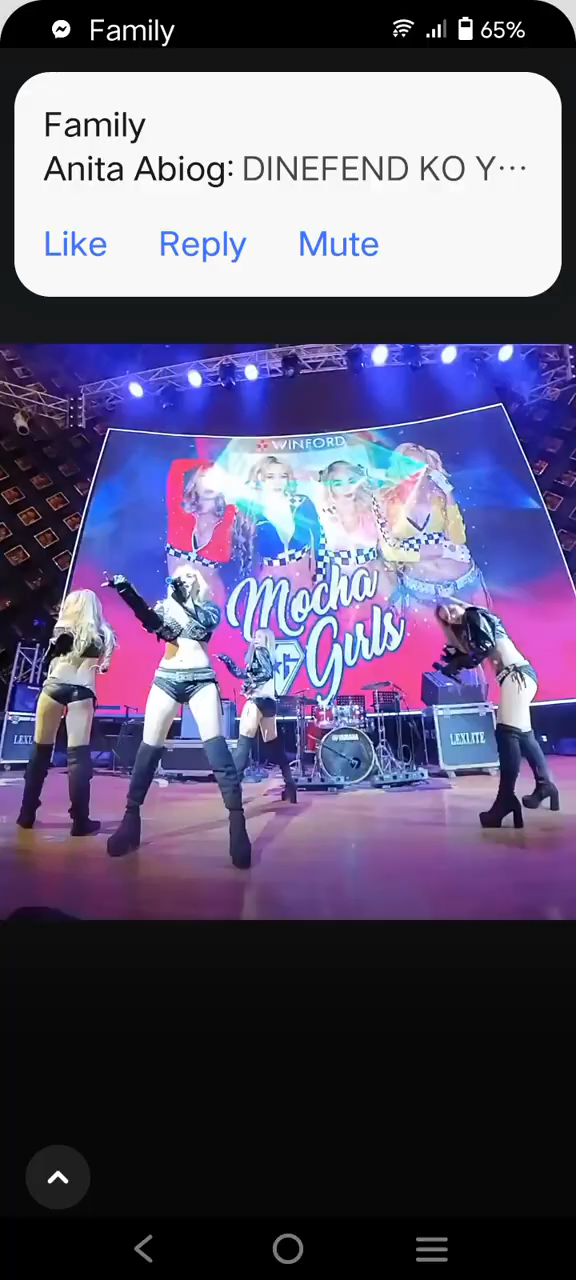 Family
65%
Family
Anita Abiog: DINEFEND KO Y...
Like Reply Mute
WINFORD
Mocha
Girls
G
LEXLITE
YAMAHA
LEXLITE